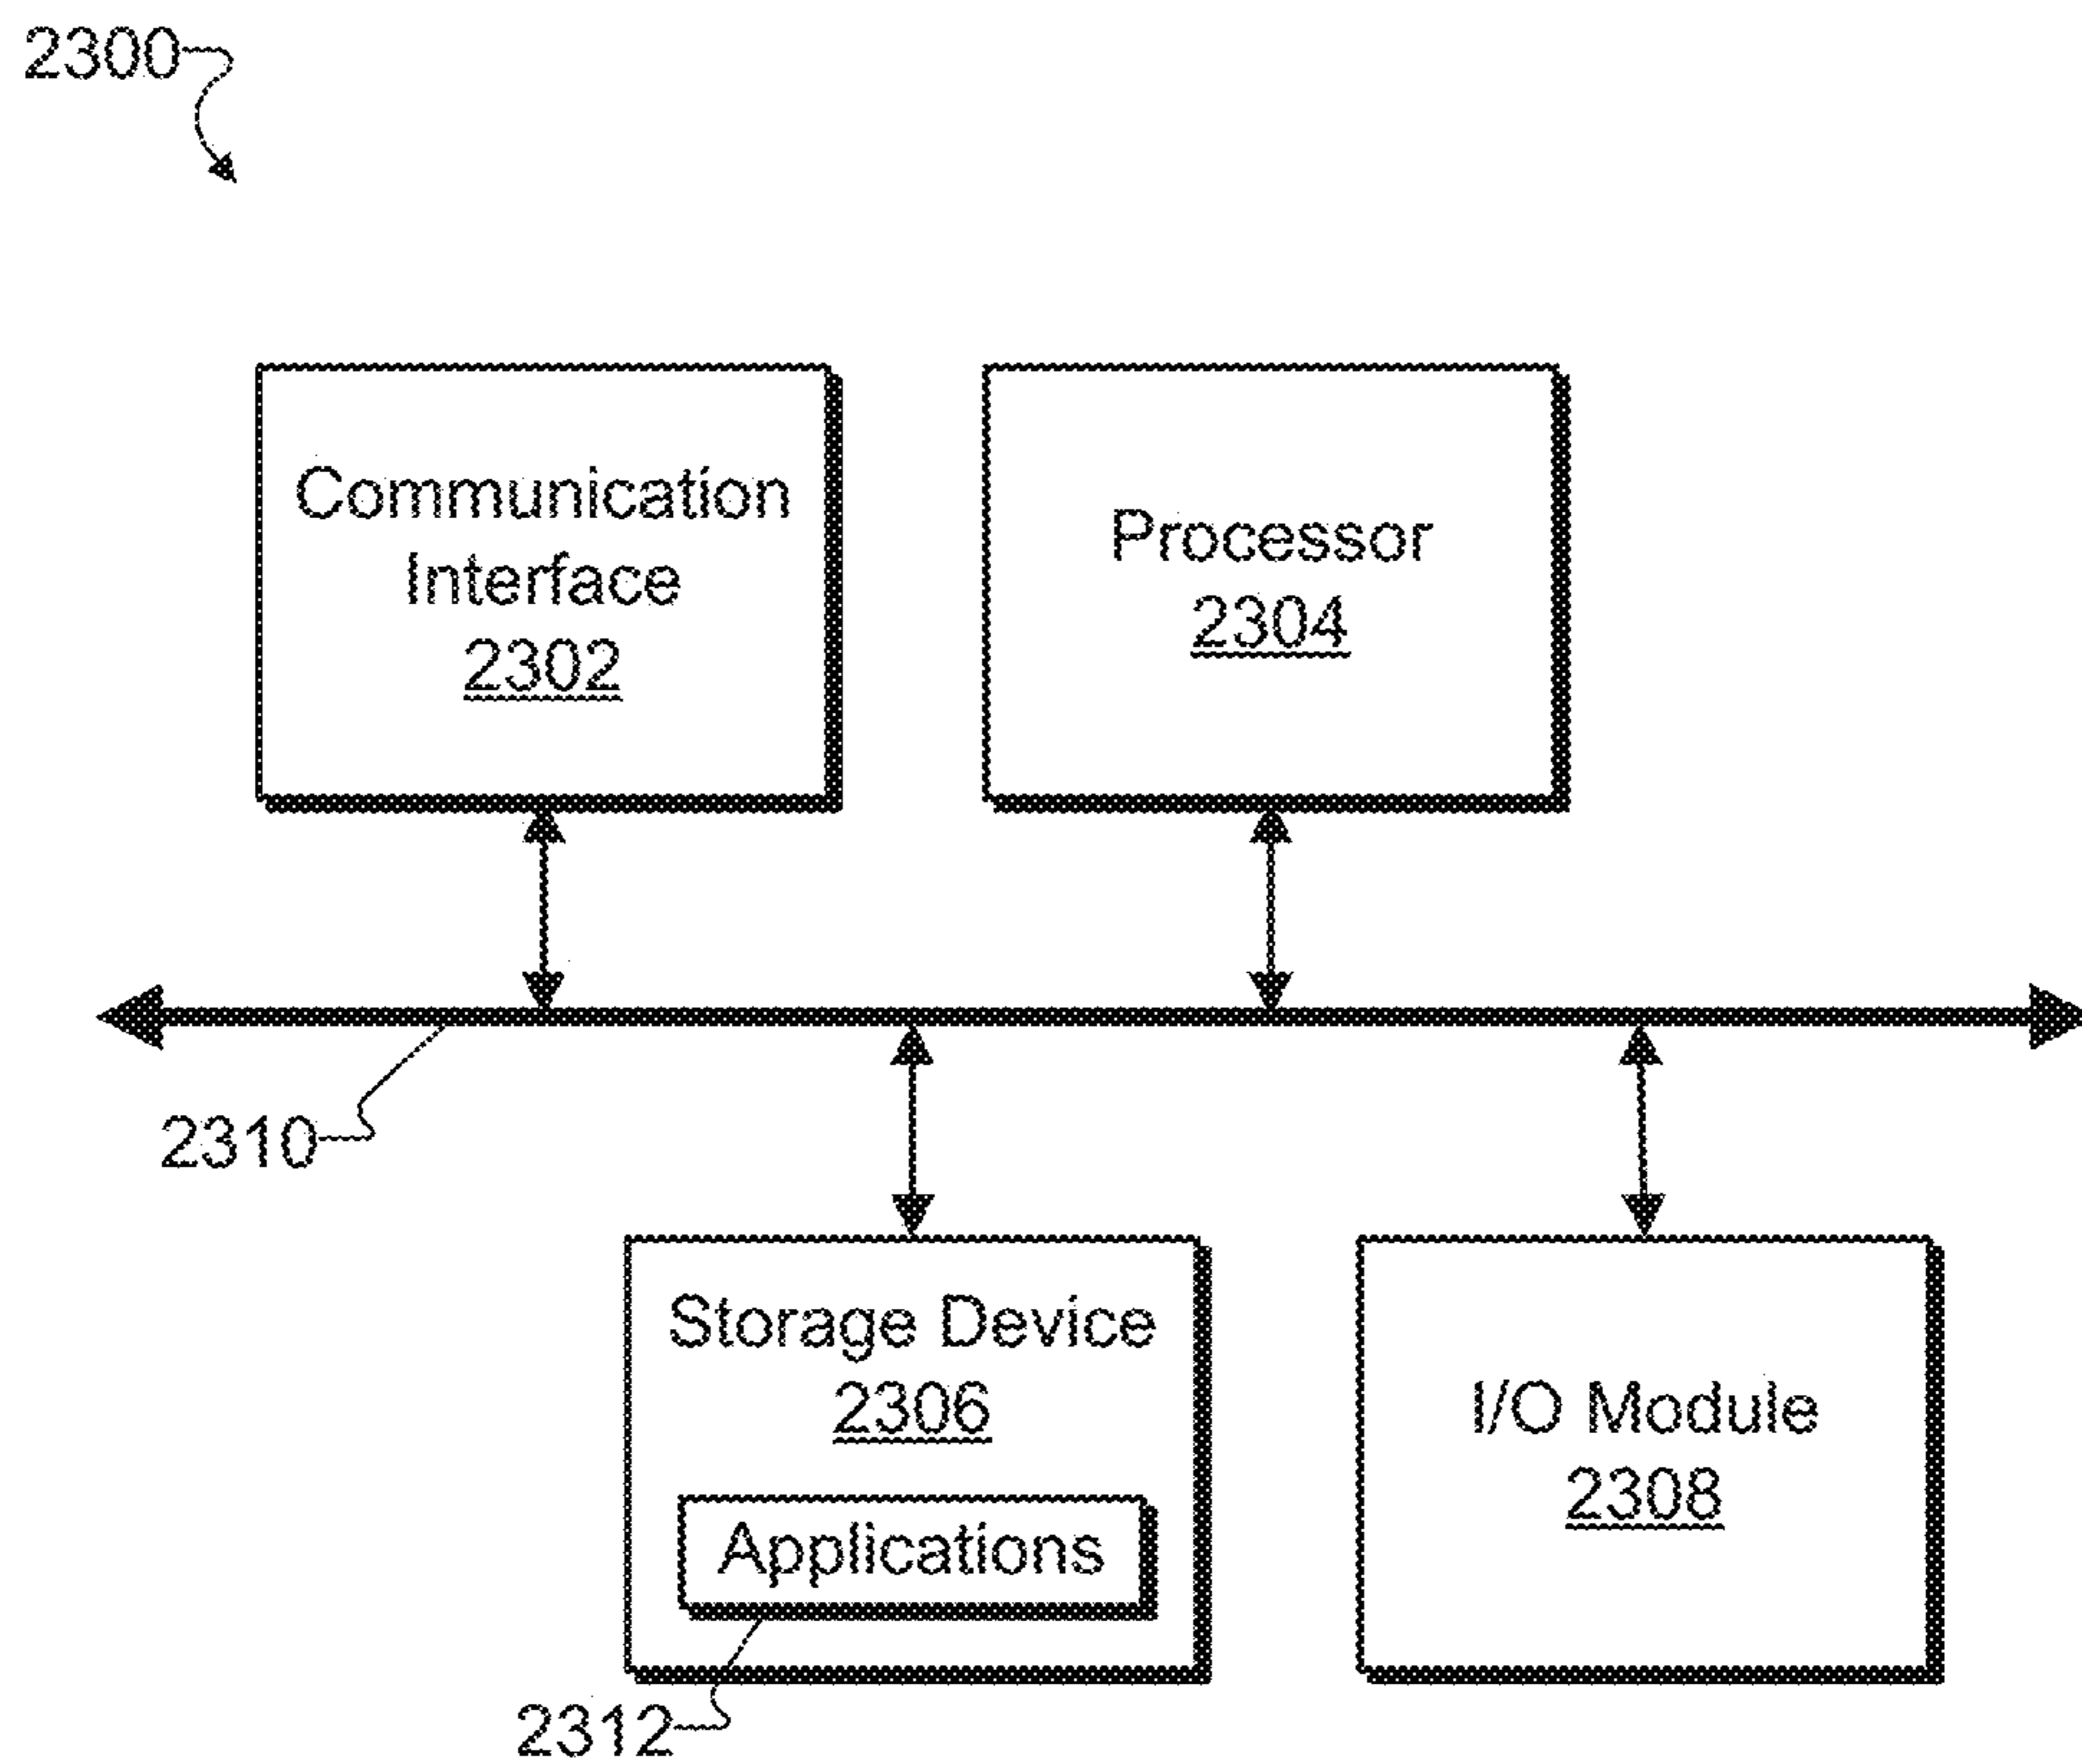 2300
Communication
Interface
2302
Processor
2304
2310
Storage Device
2306
Applications
2312
I/O Module
2308